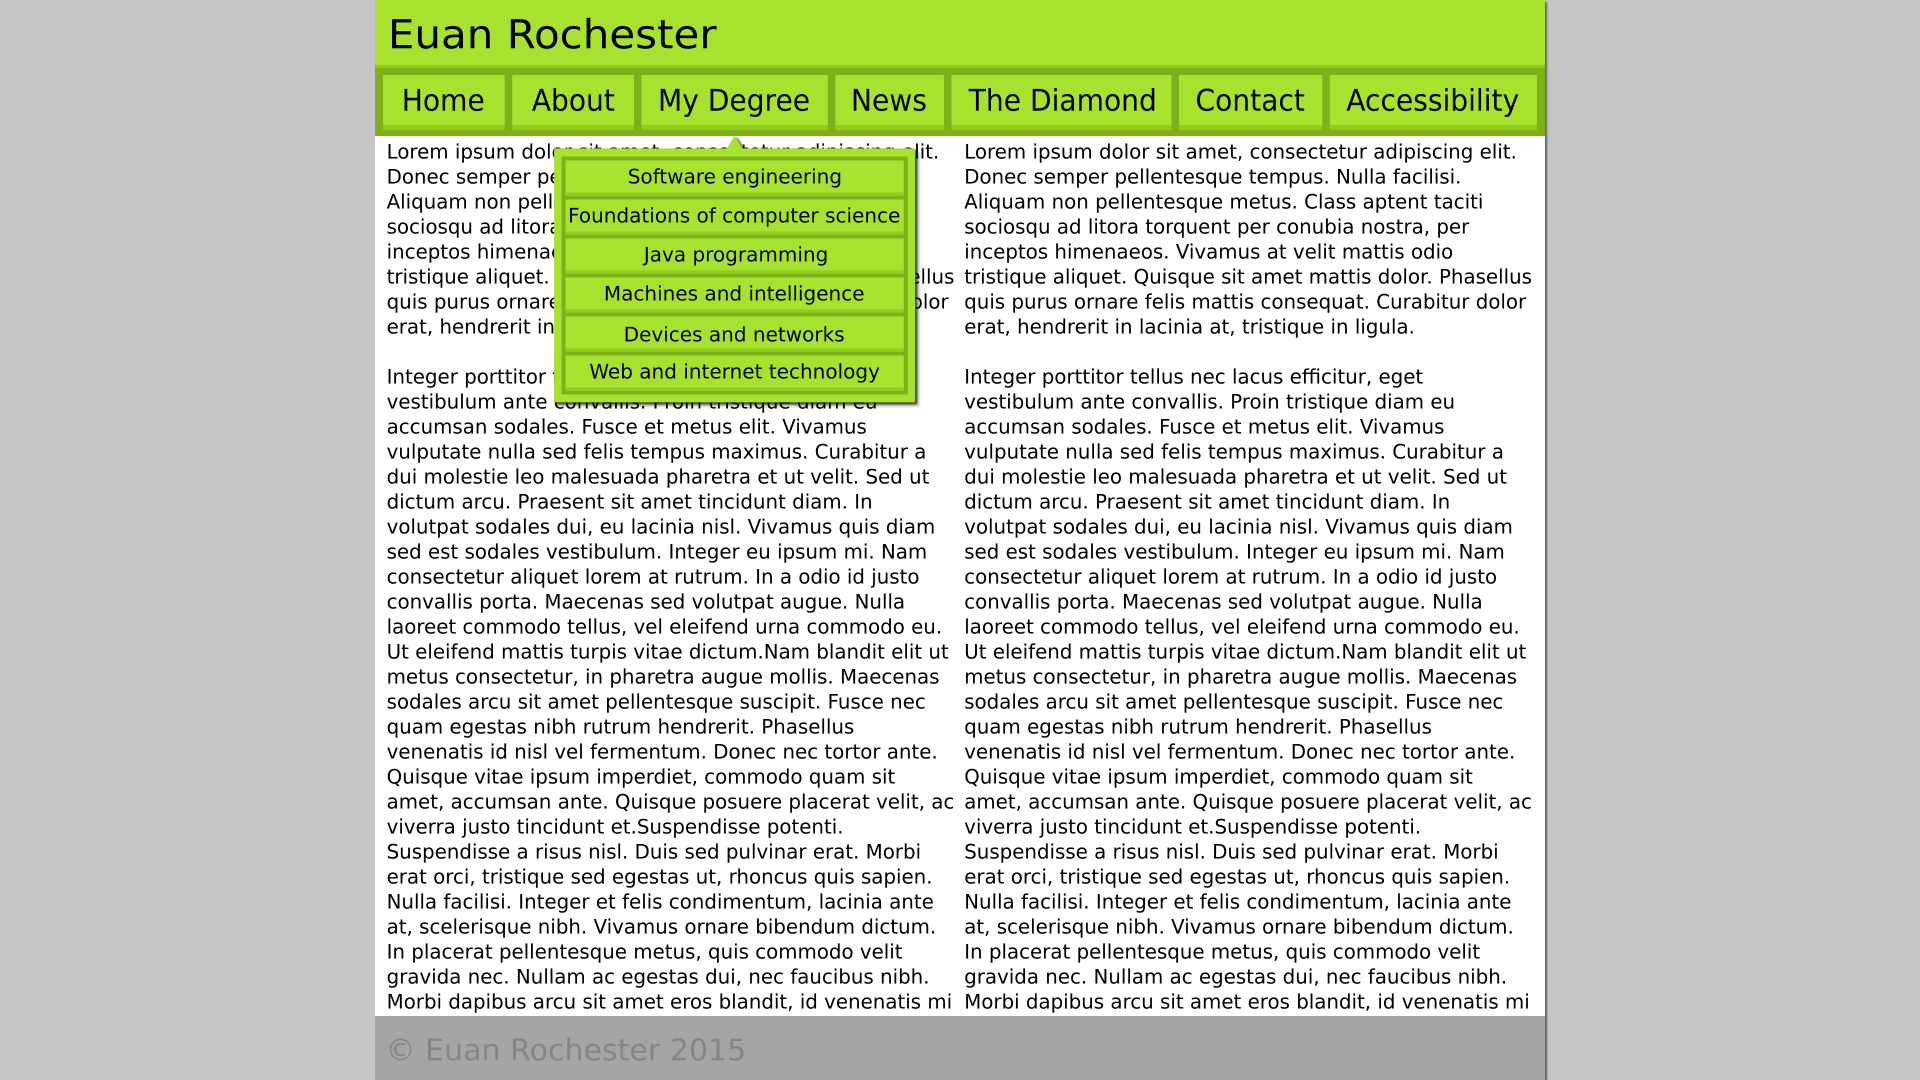 Euan Rochester
Home
About
My Degree
News
The Diamond
Contact
Accessibility
Software engineering
Foundations of computer science
Java programming
Machines and intelligence
Devices and networks
Web and internet technology
Lorem ipsum dolor sit amet, consectetur adipiscing elit.
Donec semper
Aliquam non
sociosqu ad litora
inceptos
tristique aliquet.
quis purus ornare
erat, hendrerit in
Integer porttitor
vestibulum ante convallis. Proin tristique diam eu
accumsan sodales. Fusce et metus elit. Vivamus
vulputate nulla sed felis tempus maximus. Curabitur a
dui molestie leo malesuada pharetra et ut velit. Sed ut
dictum arcu. Praesent sit amet tincidunt diam. In
volutpat sodales dui, eu lacinia nisl. Vivamus quis diam
sed est sodales vestibulum. Integer eu ipsum mi. Nam
consectetur aliquet lorem at rutrum. In a odio id justo
convallis porta. Maecenas sed volutpat augue. Nulla
laoreet commodo tellus, vel eleifend urna commodo eu.
Ut eleifend mattis turpis vitae dictum.Nam blandit elit ut
metus consectetur, in pharetra augue mollis. Maecenas
sodales arcu sit amet pellentesque suscipit. Fusce nec
quam egestas nibh rutrum hendrerit. Phasellus
venenatis id nisl vel fermentum. Donec nec tortor ante.
Quisque vitae ipsum imperdiet, commodo quam sit
amet, accumsan ante. Quisque posuere placerat velit, ac
viverra justo tincidunt et.Suspendisse potenti.
Suspendisse a risus nisl. Duis sed pulvinar erat. Morbi
erat orci, tristique sed egestas ut, rhoncus quis sapien.
Nulla facilisi. Integer et felis condimentum, lacinia ante
at, scelerisque nibh. Vivamus ornare bibendum dictum.
In placerat pellentesque metus, quis commodo velit
gravida nec. Nullam ac egestas dui, nec faucibus nibh.
Morbi dapibus arcu sit amet eros blandit, id venenatis mi
Lorem ipsum dolor sit amet, consectetur adipiscing elit.
Donec semper pellentesque tempus. Nulla facilisi.
Aliquam non pellentesque metus. Class aptent taciti
sociosqu ad litora torquent per conubia nostra, per
inceptos himenaeos. Vivamus at velit mattis odio
tristique aliquet. Quisque sit amet mattis dolor. Phasellus
quis purus ornare felis mattis consequat. Curabitur dolor
erat, hendrerit in lacinia at, tristique in ligula.
Integer porttitor tellus nec lacus efficitur, eget
vestibulum ante convallis. Proin tristique diam eu
accumsan sodales. Fusce et metus elit. Vivamus
vulputate nulla sed felis tempus maximus. Curabitur a
dui molestie leo malesuada pharetra et ut velit. Sed ut
dictum arcu. Praesent sit amet tincidunt diam. In
volutpat sodales dui, eu lacinia nisl. Vivamus quis diam
sed est sodales vestibulum. Integer eu ipsum mi. Nam
consectetur aliquet lorem at rutrum. In a odio id justo
convallis porta. Maecenas sed volutpat augue. Nulla
laoreet commodo tellus, vel eleifend urna commodo eu.
Ut eleifend mattis turpis vitae dictum.Nam blandit elit ut
metus consectetur, in pharetra augue mollis. Maecenas
sodales arcu sit amet pellentesque suscipit. Fusce nec
quam egestas nibh rutrum hendrerit. Phasellus
venenatis id nisl vel fermentum. Donec nec tortor ante.
Quisque vitae ipsum imperdiet, commodo quam sit
amet, accumsan ante. Quisque posuere placerat velit, ac
viverra justo tincidunt et.Suspendisse potenti.
Suspendisse a risus nisl. Duis sed pulvinar erat. Morbi
erat orci, tristique sed egestas ut, rhoncus quis sapien.
Nulla facilisi. Integer et felis condimentum, lacinia ante
at, scelerisque nibh. Vivamus ornare bibendum dictum.
In placerat pellentesque metus, quis commodo velit
gravida nec. Nullam ac egestas dui, nec faucibus nibh.
Morbi dapibus arcu sit amet eros blandit, id venenatis mi
© Euan Rochester 2015